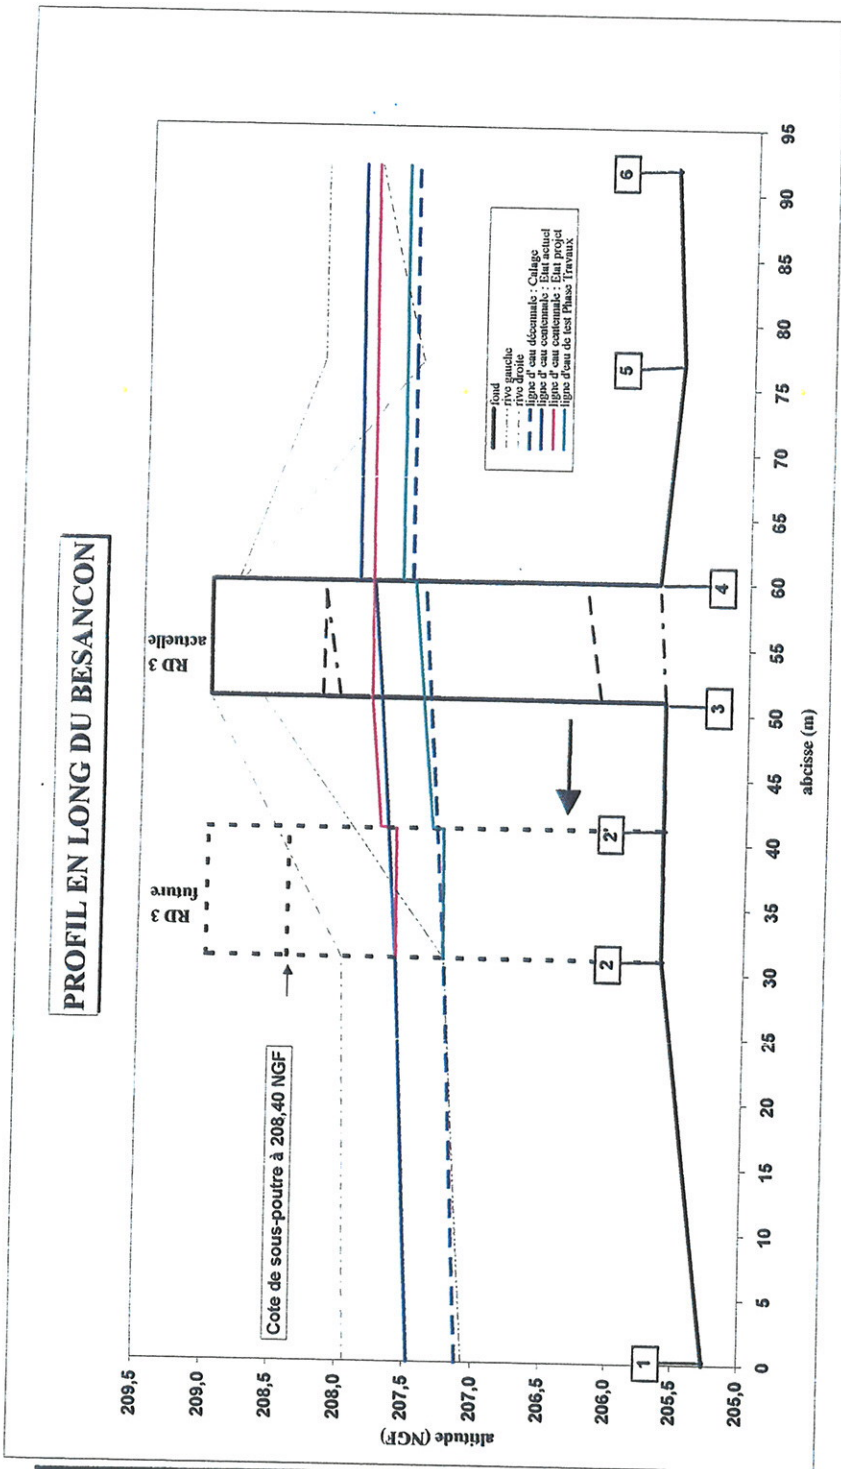 PROFIL EN LONG DU BESANCON
altitude (NGF)
209,5
209,0
208,5
208,0
207,5
207,0
206,5
206,0
205,5
205,0
Cote de sous-poutre à 208,40 NGF
RD 3
future
RD 3
actuelle
fond
rive gauche
rive droite
ligne d' eau décennale : Calage
ligne d' eau centennale : Etat actuel
ligne d' eau centennale : Etat projet
ligne d'eau de test Phase Travaux
1
2
2'
3
4
5
6
0
5
10
15
20
25
30
35
40
45
50
55
60
65
70
75
80
85
90
95
abcisse (m)